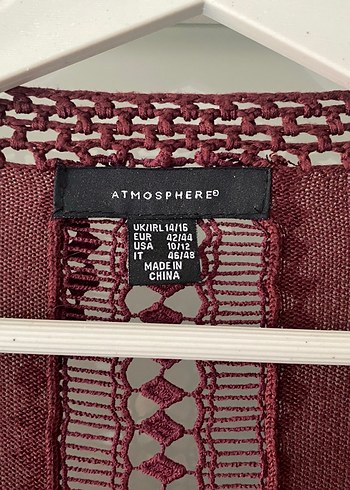 ATMOSPHERE
UK/IRL 14/16
EUR 42/44
USA 10/12
IT 46/48
MADE IN
CHINA